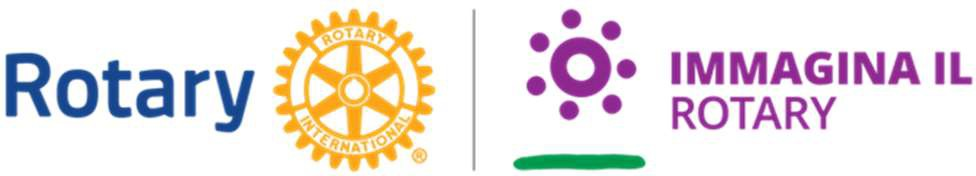 Rotary
ROTARY
INTERNATIONAL
®
IMMAGINA IL
ROTARY